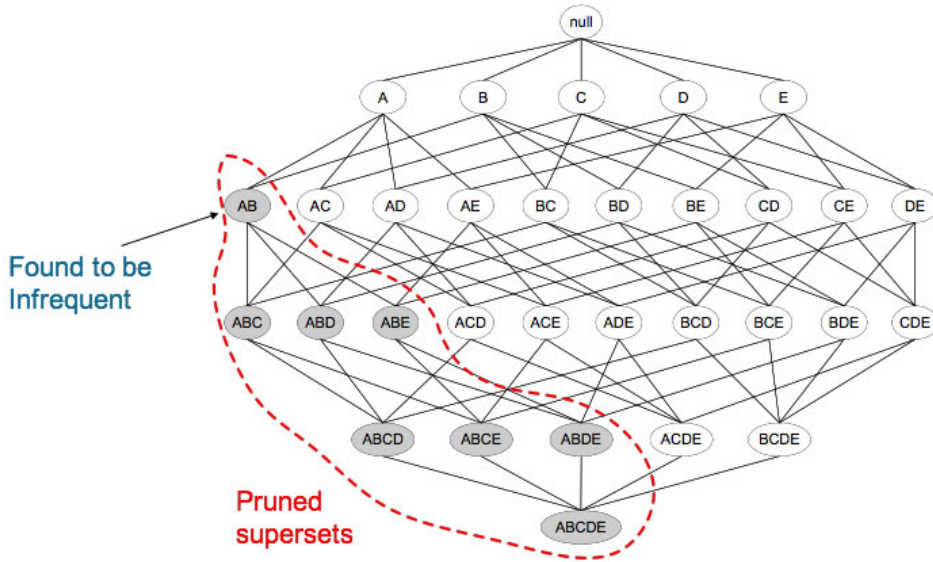 null
A B C D E
AB AC AD AE BC BD BE CD CE DE
Found to be
Infrequent
ABC ABD ABE ACD ACE ADE BCD BCE BDE CDE
ABCD ABCE ABDE ACDE BCDE
Pruned
supersets
ABCDE